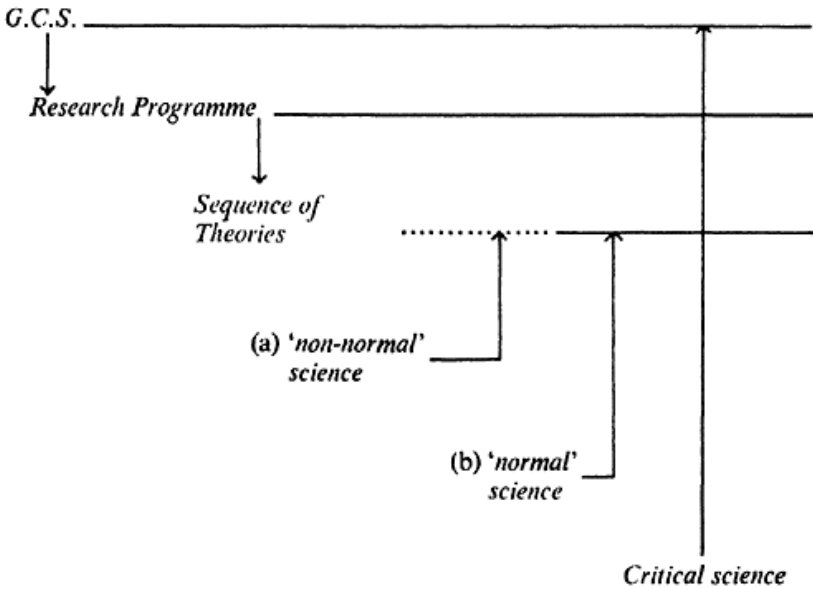 G.C.S.
Research Programme
Sequence of
Theories
(a) ‘non-normal’
science
(b) ‘normal’
science
Critical science